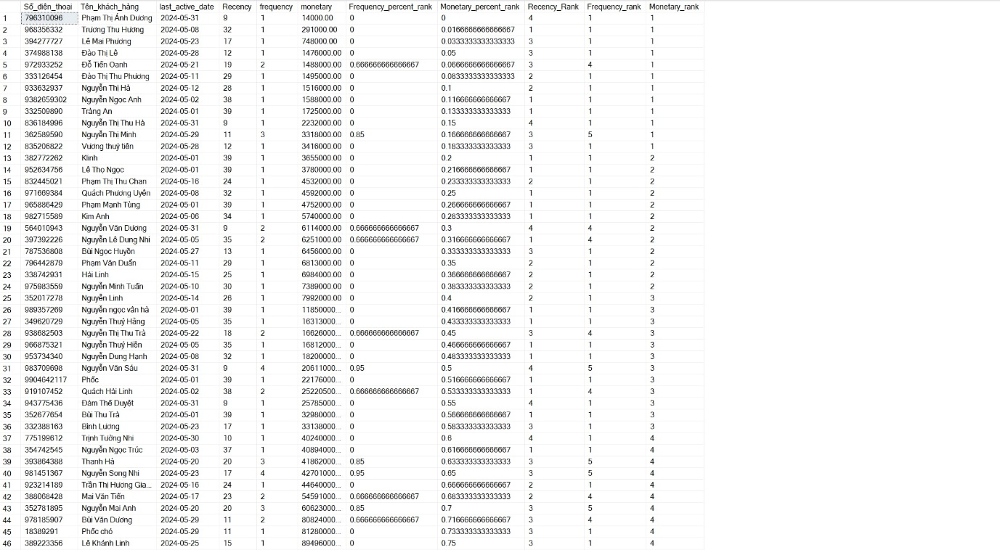 Số_điện_thoại Tên_khách_hàng last_active_date Recency frequency monetary Frequency_percent_rank Monetary_percent_rank Recency_Rank Frequency_rank Monetary_rank
1 796310096 Phạm Thị Ánh Dương 2024-05-31 9 1 14000.00 0 0 4 1 1
2 968356332 Trương Thu Hương 2024-05-08 32 1 291000.00 0 0.0166666666666667 1 1 1
3 394277727 Lê Mai Phương 2024-05-23 17 1 748000.00 0 0.0333333333333333 3 1 1
4 374988138 Đào Thị Lê 2024-05-28 12 1 1476000.00 0 0.05 3 1 1
5 972933252 Đỗ Tiến Oanh 2024-05-21 19 2 1488000.00 0.666666666666667 0.0666666666666667 3 4 1
6 333126454 Đào Thị Thu Phương 2024-05-11 29 1 1495000.00 0 0.0833333333333333 2 1 1
7 933632937 Nguyễn Thị Hà 2024-05-12 28 1 1516000.00 0 0.1 2 1 1
8 9382659302 Nguyễn Ngọc Anh 2024-05-02 38 1 1588000.00 0 0.116666666666667 1 1 1
9 332509890 Tràng An 2024-05-01 39 1 1725000.00 0 0.133333333333333 1 1 1
10 836184996 Nguyễn Thị Thu Hà 2024-05-31 9 1 2232000.00 0 0.15 4 1 1
11 362589590 Nguyễn Thị Minh 2024-05-29 11 3 3318000.00 0.85 0.166666666666667 3 5 1
12 835206822 Vương thuỷ tiên 2024-05-28 12 1 3416000.00 0 0.183333333333333 3 1 1
13 382772262 Klinh 2024-05-01 39 1 3655000.00 0 0.2 1 1 2
14 952634756 Lê Thọ Ngọc 2024-05-01 39 1 3780000.00 0 0.216666666666667 1 1 2
15 832445021 Phạm Thị Thu Chan 2024-05-16 24 1 4532000.00 0 0.233333333333333 2 1 2
16 971669384 Quách Phương Uyên 2024-05-08 32 1 4592000.00 0 0.25 1 1 2
17 965886429 Phạm Mạnh Tùng 2024-05-01 39 1 4752000.00 0 0.266666666666667 1 1 2
18 982715589 Kim Anh 2024-05-06 34 1 5740000.00 0 0.283333333333333 1 1 2
19 564010943 Nguyễn Văn Dương 2024-05-31 9 2 6114000.00 0.666666666666667 0.3 4 4 2
20 397392226 Nguyễn Lê Dung Nhi 2024-05-05 35 2 6251000.00 0.666666666666667 0.316666666666667 1 4 2
21 787536808 Bùi Ngọc Huyền 2024-05-27 13 1 6456000.00 0 0.333333333333333 3 1 2
22 796442879 Phạm Văn Duẩn 2024-05-11 29 1 6813000.00 0 0.35 2 1 2
23 338742931 Hải Linh 2024-05-15 25 1 6984000.00 0 0.366666666666667 2 1 2
24 975983559 Nguyễn Minh Tuấn 2024-05-10 30 1 7389000.00 0 0.383333333333333 2 1 2
25 352017278 Nguyễn Linh 2024-05-14 26 1 7992000.00 0 0.4 2 1 3
26 989357269 Nguyễn ngọc vân hà 2024-05-01 39 1 11850000... 0 0.416666666666667 1 1 3
27 349620729 Nguyễn Thuý Hằng 2024-05-05 35 1 16313000... 0 0.433333333333333 1 1 3
28 938682503 Nguyễn Thị Thu Trà 2024-05-22 18 2 16626000... 0.666666666666667 0.45 3 4 3
29 966875321 Nguyễn Thuý Hiền 2024-05-05 35 1 16812000... 0 0.466666666666667 1 1 3
30 953734340 Nguyễn Dung Hạnh 2024-05-08 32 1 18200000... 0 0.483333333333333 1 1 3
31 983709698 Nguyễn Văn Sáu 2024-05-31 9 4 20611000... 0.95 0.5 4 5 3
32 9904642117 Phốc 2024-05-01 39 1 22176000... 0 0.516666666666667 1 1 3
33 919107452 Quách Hải Linh 2024-05-02 38 2 25220500... 0.666666666666667 0.533333333333333 1 4 3
34 943775436 Đàm Thế Duyệt 2024-05-31 9 1 25785000... 0 0.55 4 1 3
35 352677654 Bùi Thu Trà 2024-05-01 39 1 32980000... 0 0.566666666666667 1 1 3
36 332388163 Bình Lương 2024-05-23 17 1 33138000... 0 0.583333333333333 3 1 3
37 775199612 Trịnh Tường Nhi 2024-05-30 10 1 40240000... 0 0.6 4 1 4
38 354742545 Nguyễn Ngọc Trúc 2024-05-03 37 1 40894000... 0 0.616666666666667 1 1 4
39 393864388 Thanh Hà 2024-05-20 20 3 41862000... 0.85 0.633333333333333 3 5 4
40 981451367 Nguyễn Song Nhi 2024-05-23 17 4 42701000... 0.95 0.65 3 5 4
41 923214189 Trần Thị Hương Gia... 2024-05-16 24 1 44640000... 0 0.666666666666667 2 1 4
42 388068428 Mai Văn Tiến 2024-05-17 23 2 54591000... 0.666666666666667 0.683333333333333 2 4 4
43 352781895 Nguyễn Mai Anh 2024-05-20 20 3 60623000... 0.85 0.7 3 5 4
44 978185907 Bùi Văn Dương 2024-05-29 11 2 80824000... 0.666666666666667 0.716666666666667 3 4 4
45 18389291 Phốc chó 2024-05-29 11 1 81280000... 0 0.733333333333333 3 1 4
46 389223356 Lê Khánh Linh 2024-05-25 15 1 89496000... 0 0.75 3 1 4